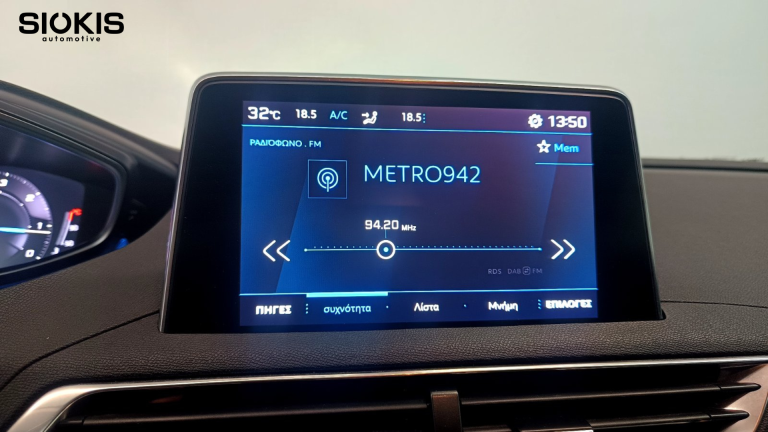 SIOKIS
automotive
32°C 18.5 A/C 18.5 13:50
ΡΑΔΙΌΦΩΝΟ . FM
Mem
METRO942
94.20 MHz
RDS DAB FM
ΠΗΓΕΣ συχνότητα Λίστα Μνήμη ΕΠΙΛΟΓΕΣ